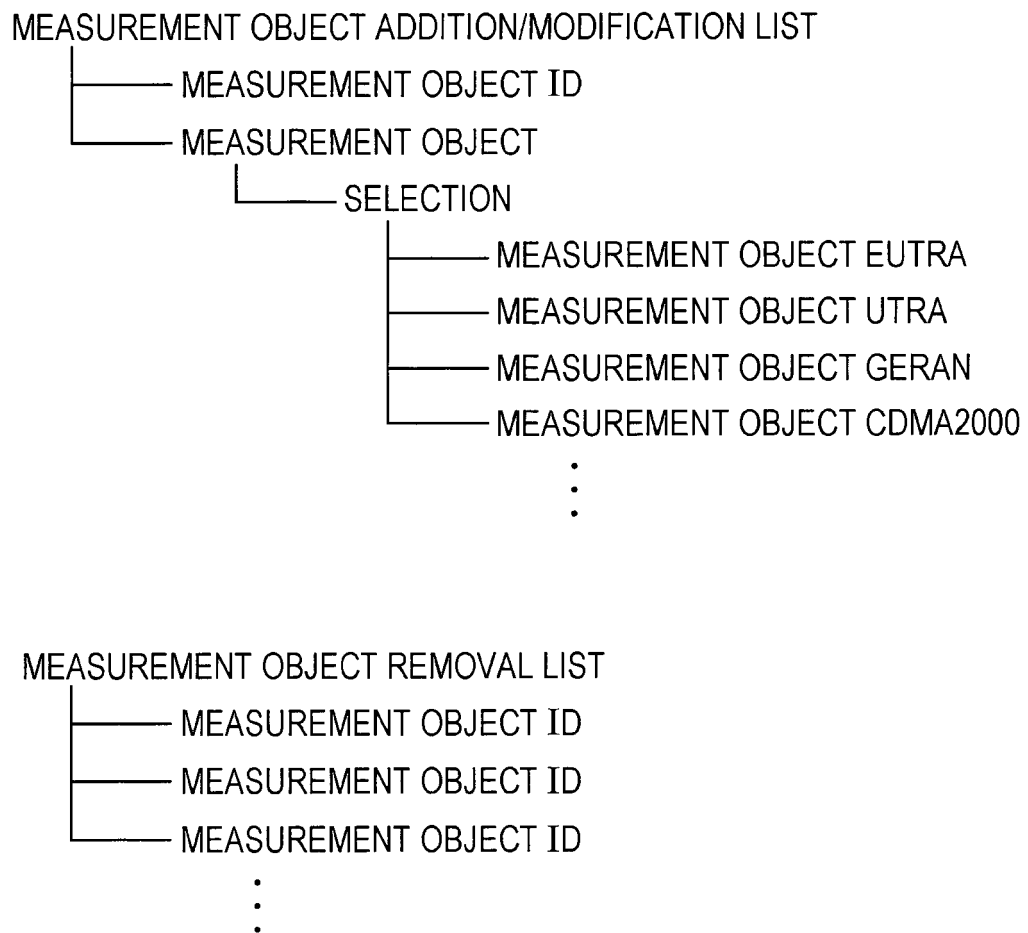 MEASUREMENT OBJECT ADDITION/MODIFICATION LIST
MEASUREMENT OBJECT ID
MEASUREMENT OBJECT
SELECTION
MEASUREMENT OBJECT EUTRA
MEASUREMENT OBJECT UTRA
MEASUREMENT OBJECT GERAN
MEASUREMENT OBJECT CDMA2000
MEASUREMENT OBJECT REMOVAL LIST
MEASUREMENT OBJECT ID
MEASUREMENT OBJECT ID
MEASUREMENT OBJECT ID